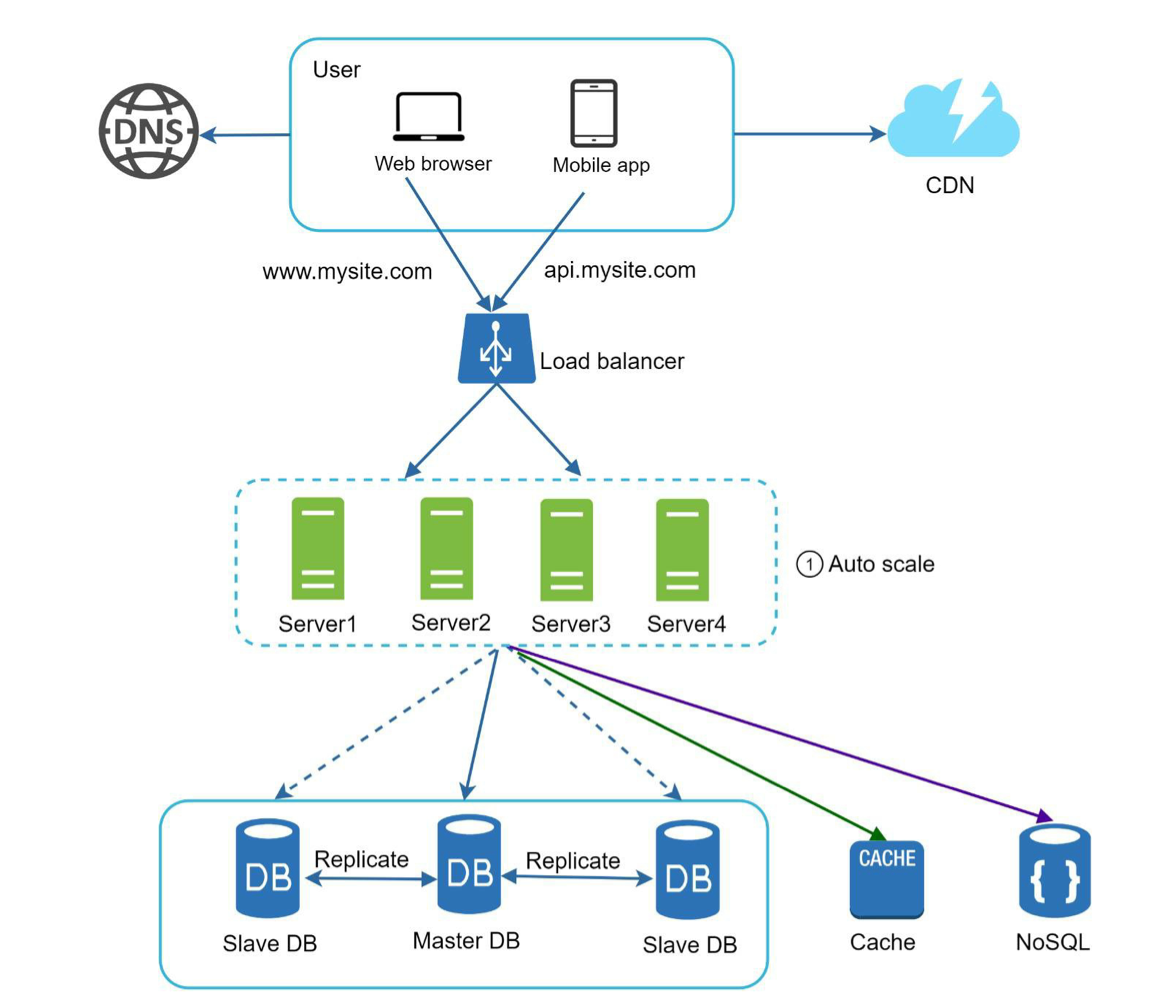 User
DNS
Web browser
Mobile app
CDN
www.mysite.com
api.mysite.com
Load balancer
Server1
Server2
Server3
Server4
1 Auto scale
DB
Replicate
DB
Replicate
DB
CACHE
{ }
Slave DB
Master DB
Slave DB
Cache
NoSQL